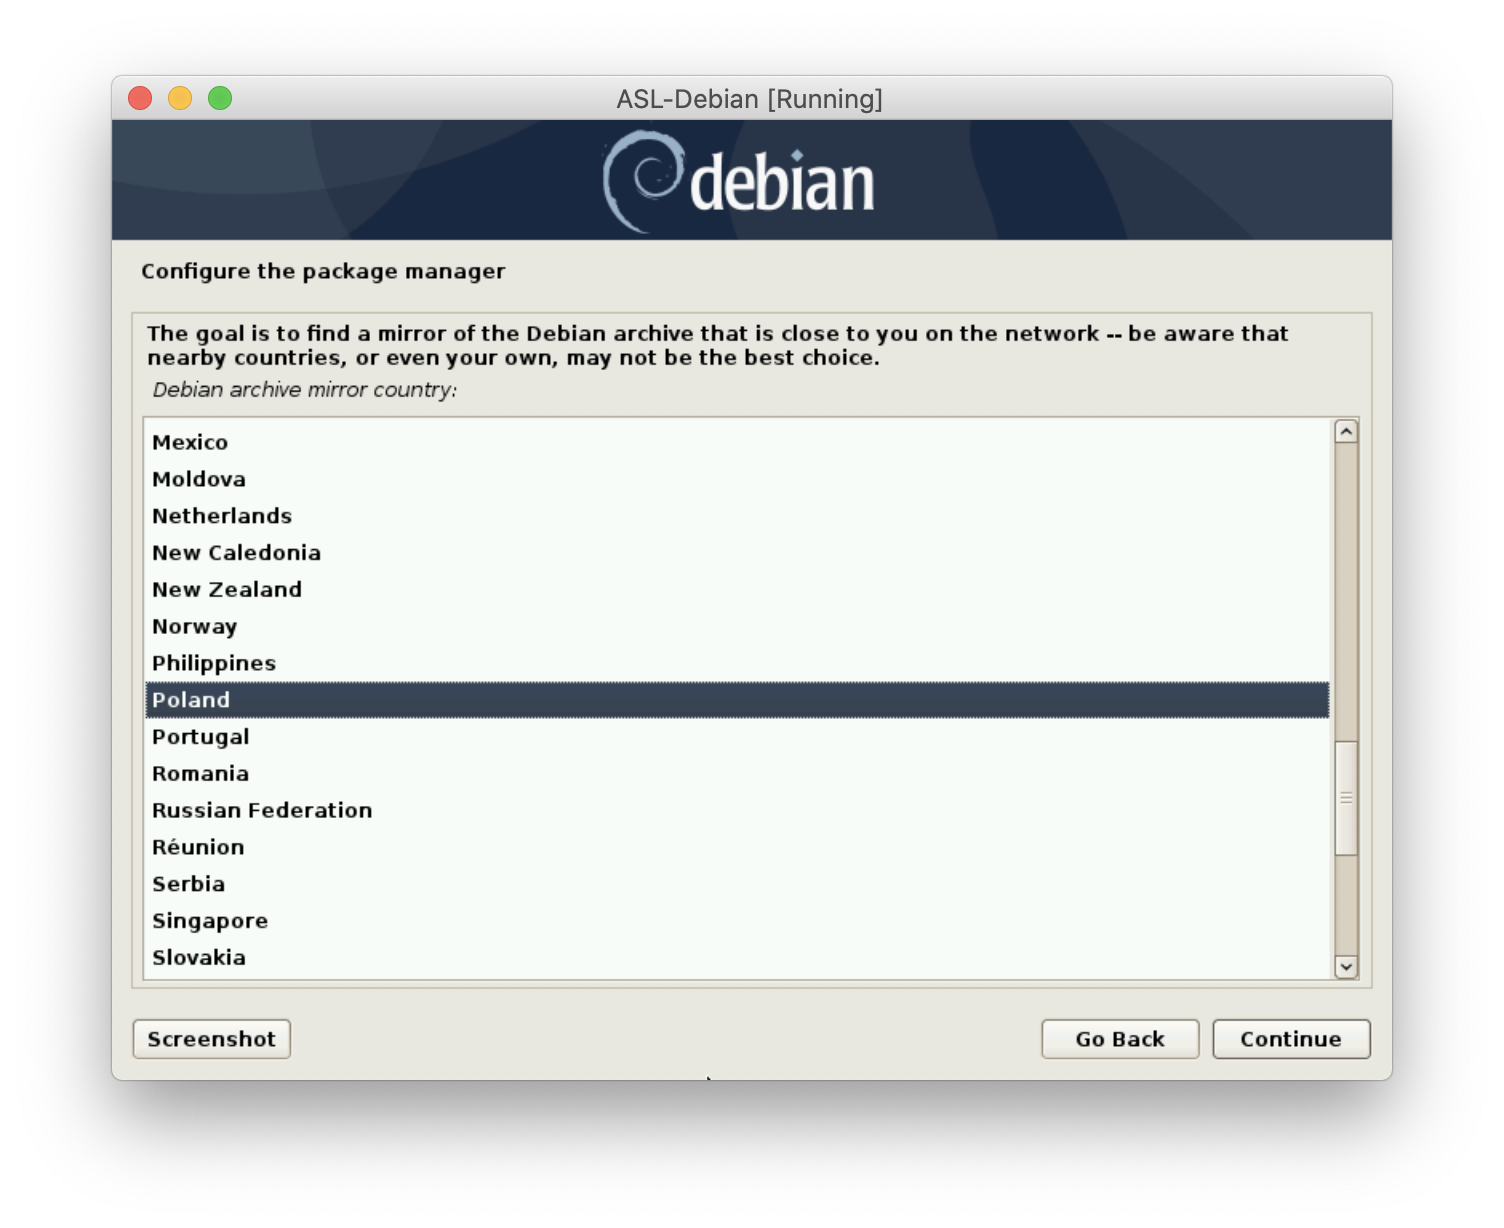 ASL-Debian [Running]
debian
Configure the package manager
The goal is to find a mirror of the Debian archive that is close to you on the network -- be aware that
nearby countries, or even your own, may not be the best choice.
Debian archive mirror country:
Mexico
Moldova
Netherlands
New Caledonia
New Zealand
Norway
Philippines
Poland
Portugal
Romania
Russian Federation
Réunion
Serbia
Singapore
Slovakia
Screenshot
Go Back
Continue